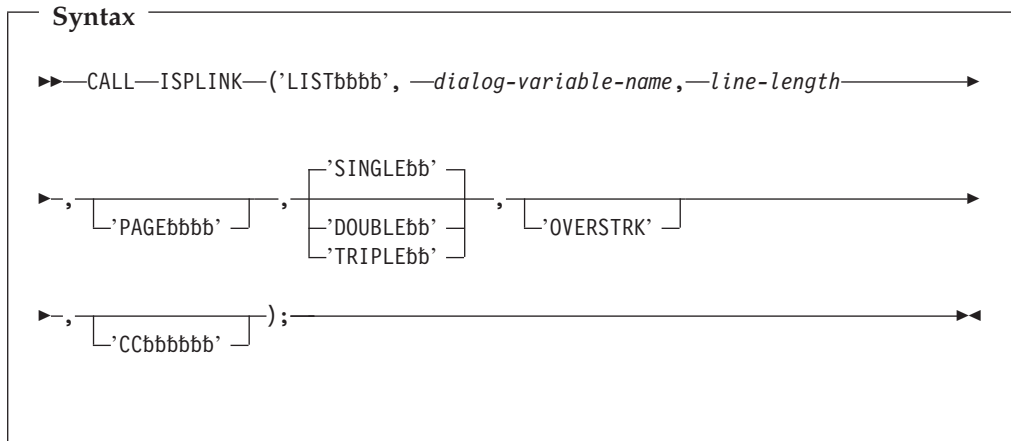 Syntax
CALL ISPLINK ('LISTƀƀƀƀ', dialog-variable-name, line-length
, 'PAGEƀƀƀƀ' , 'SINGLEƀƀ' , 'OVERSTRK'
'DOUBLEƀƀ'
'TRIPLEƀƀ'
, 'CCƀƀƀƀƀƀ' );